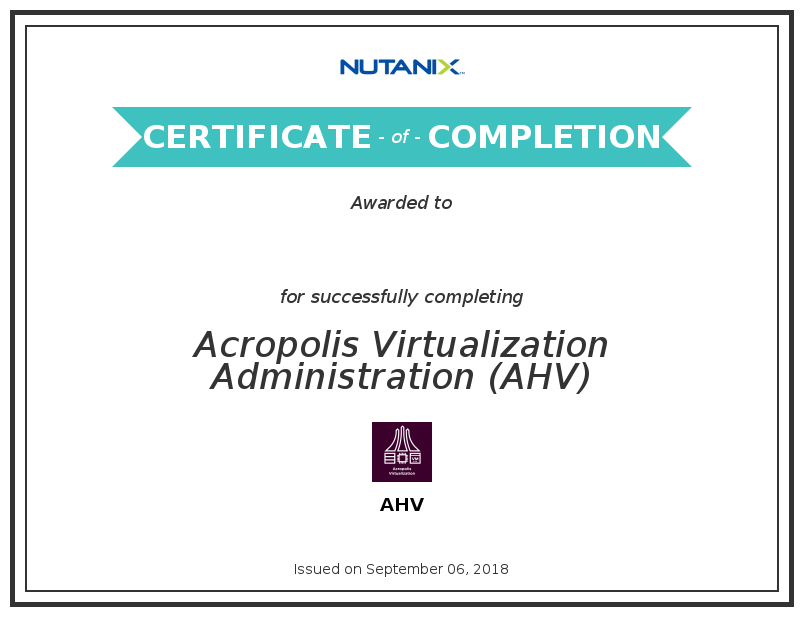 NUTANIX
CERTIFICATE - of - COMPLETION
Awarded to
for successfully completing
Acropolis Virtualization
Administration (AHV)
Acropolis
Virtualization
AHV
Issued on September 06, 2018